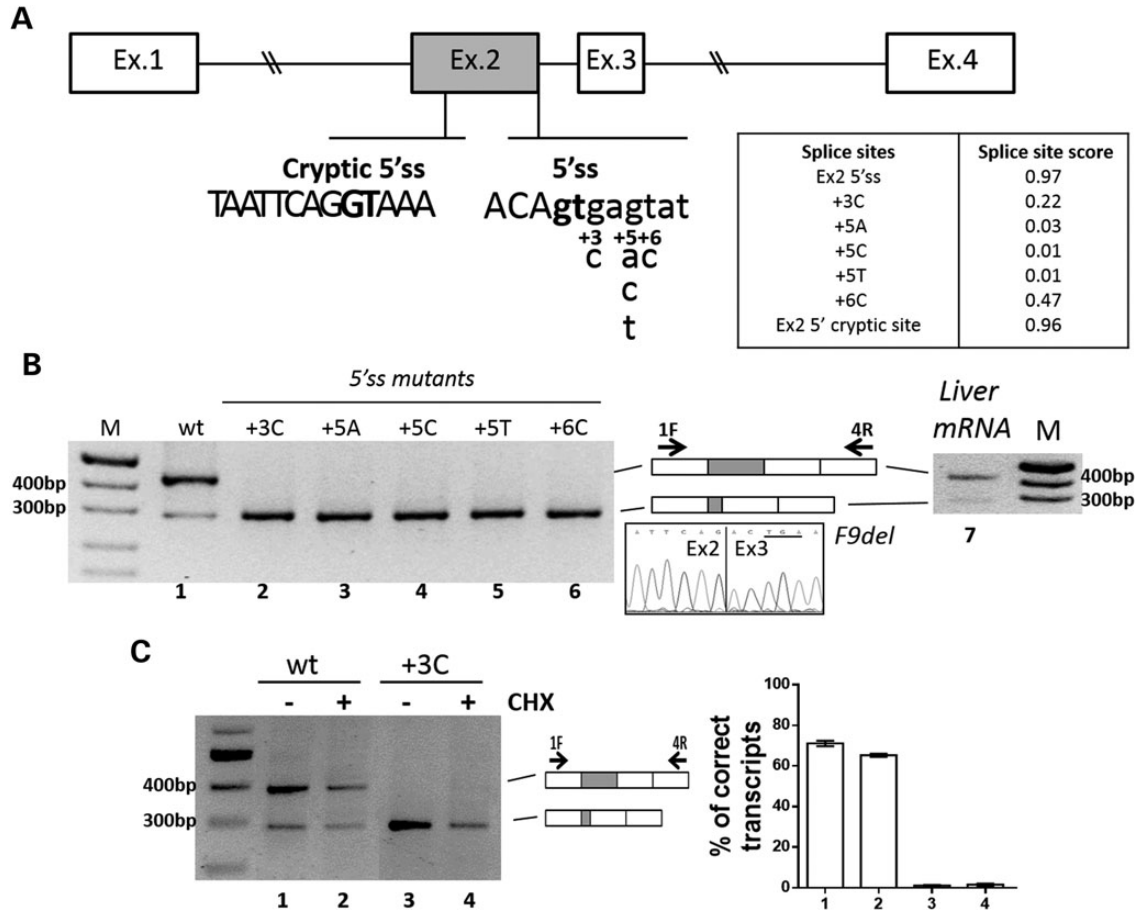 A
Ex.1 Ex.2 Ex.3 Ex.4
Cryptic 5'ss 5'ss
TAATTCAGGTAAA ACAgtgagtat
+3 +5+6
c a c
c
t
Splice sites Splice site score
Ex2 5'ss 0.97
+3C 0.22
+5A 0.03
+5C 0.01
+5T 0.01
+6C 0.47
Ex2 5' cryptic site 0.96
B
5'ss mutants
M wt +3C +5A +5C +5T +6C
400bp
300bp
1 2 3 4 5 6
1F 4R
F9del
A T T C A G A C T G A A
Ex2 Ex3
Liver
mRNA M
400bp
300bp
7
C
wt +3C
- + - + CHX
400bp
300bp
1 2 3 4
1F 4R
% of correct
transcripts
100
80
60
40
20
0
1 2 3 4